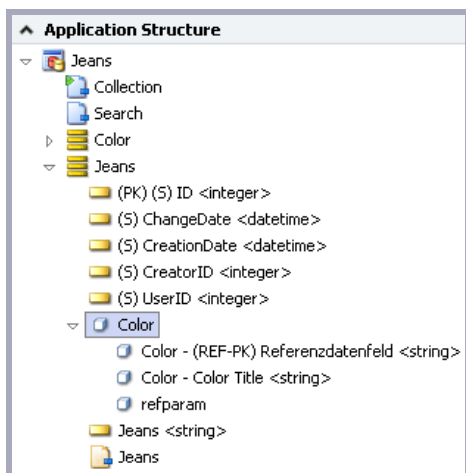 Application Structure
Jeans
Collection
Search
Color
Jeans
(PK) (S) ID <integer>
(S) ChangeDate <datetime>
(S) CreationDate <datetime>
(S) CreatorID <integer>
(S) UserID <integer>
Color
Color - (REF-PK) Referenzdatenfeld <string>
Color - Color Title <string>
refparam
Jeans <string>
Jeans